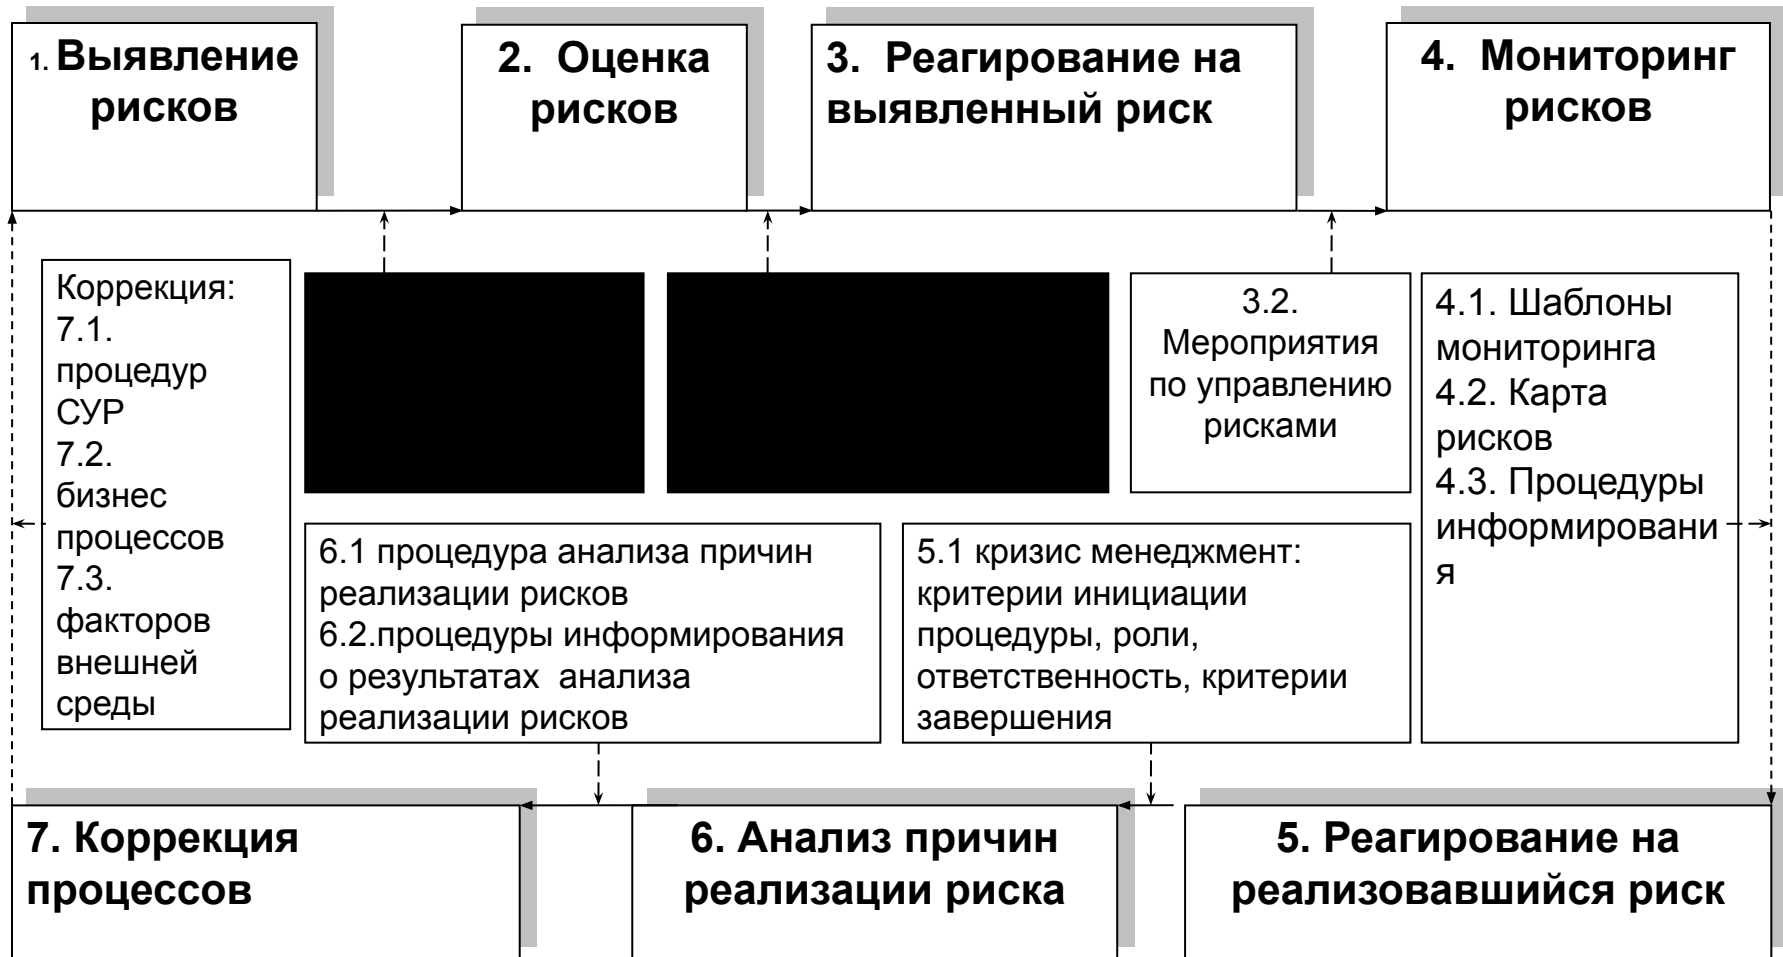 1. Выявление
рисков
2. Оценка
рисков
3. Реагирование на
выявленный риск
4. Мониторинг
рисков
Коррекция:
7.1.
процедур
СУР
7.2.
бизнес
процессов
7.3.
факторов
внешней
среды
3.2.
Мероприятия
по управлению
рисками
4.1. Шаблоны
мониторинга
4.2. Карта
рисков
4.3. Процедуры
информировани
я
6.1 процедура анализа причин
реализации рисков
6.2.процедуры информирования
о результатах анализа
реализации рисков
5.1 кризис менеджмент:
критерии инициации
процедуры, роли,
ответственность, критерии
завершения
7. Коррекция
процессов
6. Анализ причин
реализации риска
5. Реагирование на
реализовавшийся риск